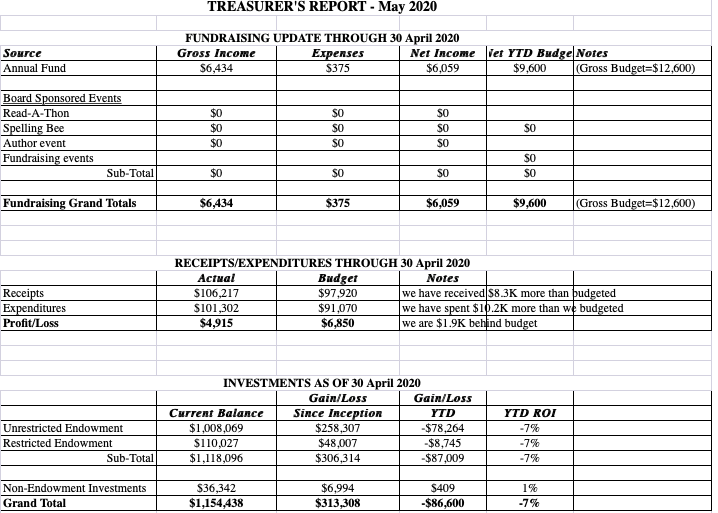 TREASURER'S REPORT - May 2020
FUNDRAISING UPDATE THROUGH 30 April 2020
Source Gross Income Expenses Net Income Net YTD Budge Notes
Annual Fund $6,434 $375 $6,059 $9,600 (Gross Budget=$12,600)
Board Sponsored Events
Read-A-Thon $0 $0 $0
Spelling Bee $0 $0 $0 $0
Author event $0 $0 $0
Fundraising events $0
Sub-Total $0 $0 $0 $0
Fundraising Grand Totals $6,434 $375 $6,059 $9,600 (Gross Budget=$12,600)
RECEIPTS/EXPENDITURES THROUGH 30 April 2020
Actual Budget Notes
Receipts $106,217 $97,920 we have received $8.3K more than budgeted
Expenditures $101,302 $91,070 we have spent $10.2K more than we budgeted
Profit/Loss $4,915 $6,850 we are $1.9K behind budget
INVESTMENTS AS OF 30 April 2020
Gain/Loss Gain/Loss
Current Balance Since Inception YTD YTD ROI
Unrestricted Endowment $1,008,069 $258,307 -$78,264 -7%
Restricted Endowment $110,027 $48,007 -$8,745 -7%
Sub-Total $1,118,096 $306,314 -$87,009 -7%
Non-Endowment Investments $36,342 $6,994 $409 1%
Grand Total $1,154,438 $313,308 -$86,600 -7%